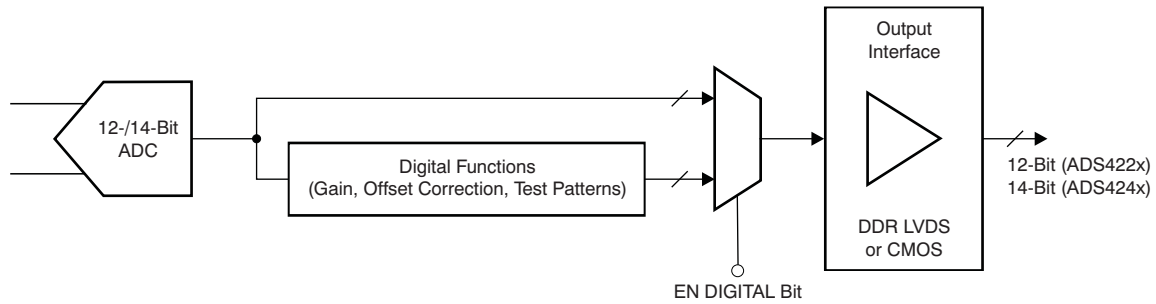 12-/14-Bit
ADC
Digital Functions
(Gain, Offset Correction, Test Patterns)
EN DIGITAL Bit
Output
Interface
DDR LVDS
or CMOS
12-Bit (ADS422x)
14-Bit (ADS424x)